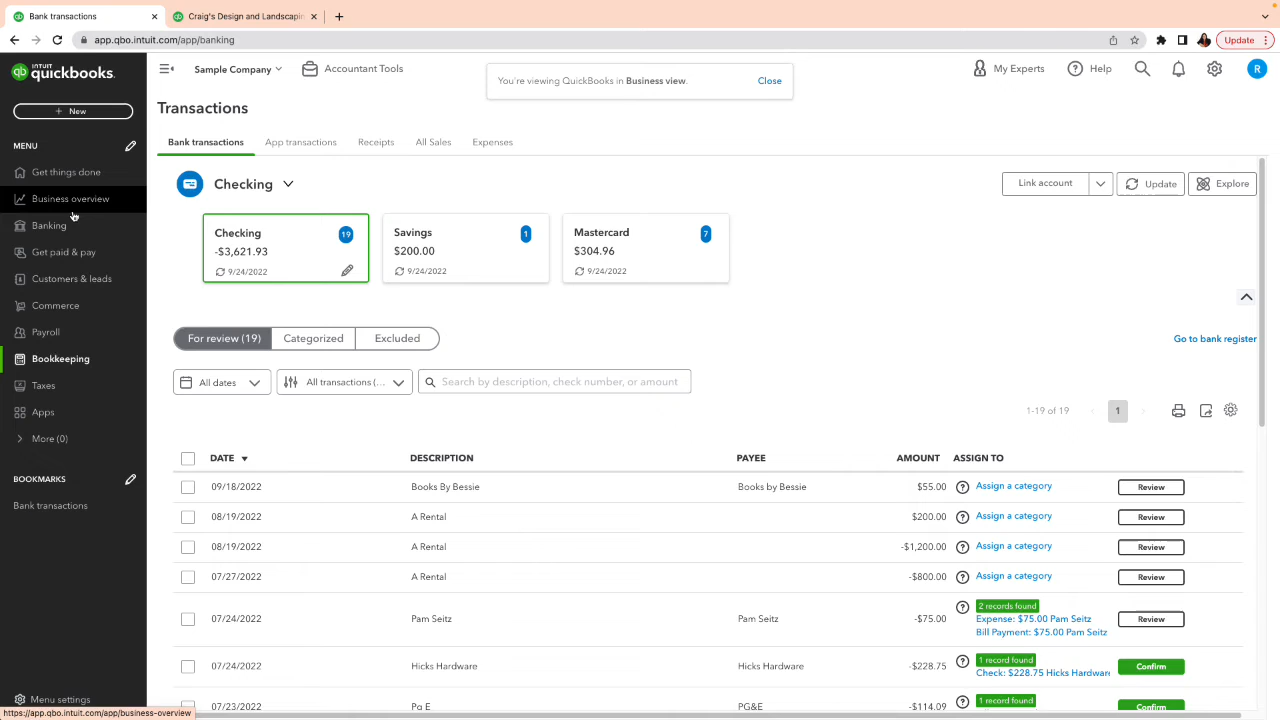 Bank transactions
Craig's Design and Landscapin
app.qbo.intuit.com/app/banking
Update
INTUIT
quickbooks.
Sample Company
Accountant Tools
You're viewing QuickBooks in Business view.
Close
My Experts
Help
R
+ New
Transactions
MENU
Bank transactions
App transactions
Receipts
All Sales
Expenses
Get things done
Business overview
Banking
Get paid & pay
Customers & leads
Commerce
Payroll
Bookkeeping
Taxes
Apps
More (0)
BOOKMARKS
Bank transactions
Menu settings
https://app.qbo.intuit.com/app/business-overview
Checking
Link account
Update
Explore
Checking
19
-$3,621.93
9/24/2022
Savings
1
$200.00
9/24/2022
Mastercard
7
$304.96
9/24/2022
For review (19)
Categorized
Excluded
Go to bank register
All dates
All transactions (...
Search by description, check number, or amount
1-19 of 19
1
DATE DESCRIPTION PAYEE AMOUNT ASSIGN TO
09/18/2022 Books By Bessie Books by Bessie $55.00 Assign a category Review
08/19/2022 A Rental $200.00 Assign a category Review
08/19/2022 A Rental -$1,200.00 Assign a category Review
07/27/2022 A Rental -$800.00 Assign a category Review
2 records found
07/24/2022 Pam Seitz Pam Seitz -$75.00 Expense: $75.00 Pam Seitz Review
Bill Payment: $75.00 Pam Seitz
1 record found
07/24/2022 Hicks Hardware Hicks Hardware -$228.75 Check: $228.75 Hicks Hardware Confirm
1 record found
07/23/2022 Pg E PG&E -$114.09 Confirm